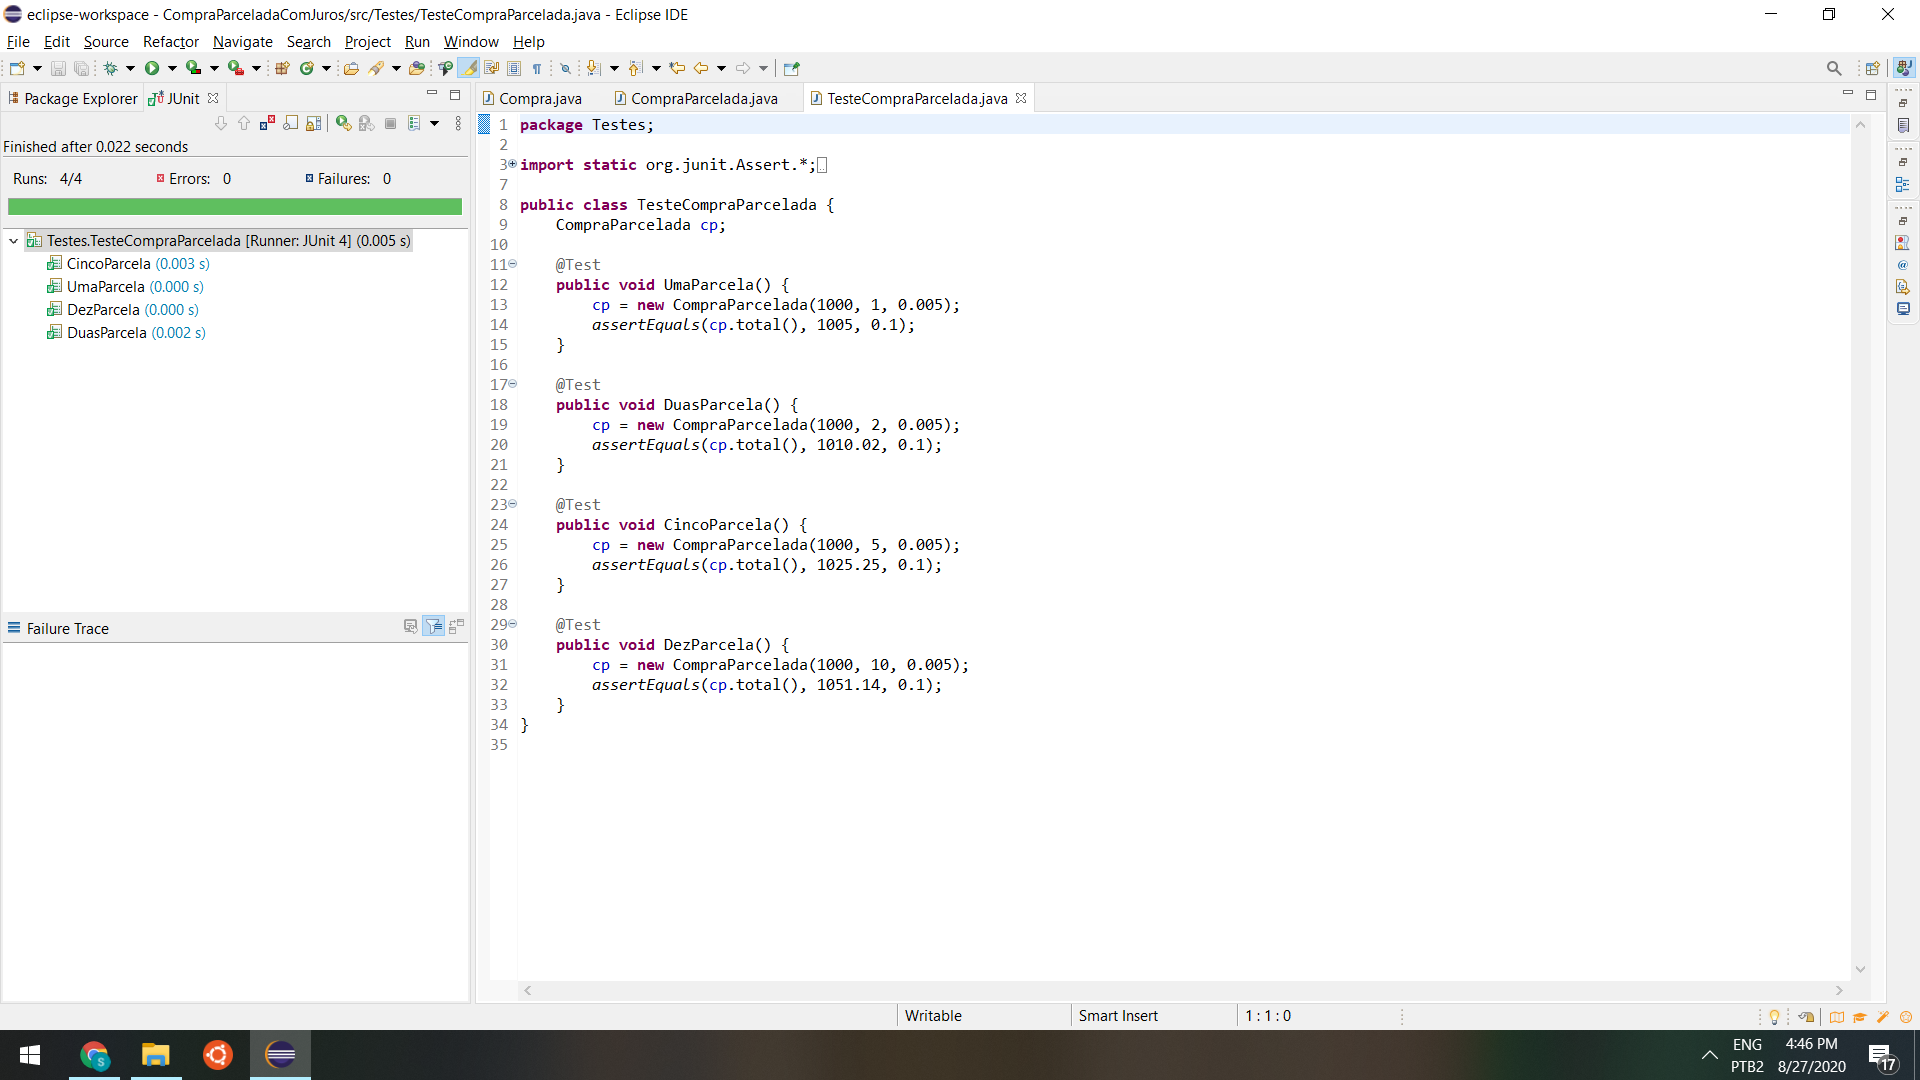 eclipse-workspace - CompraParceladaComJuros/src/Testes/TesteCompraParcelada.java - Eclipse IDE
File Edit Source Refactor Navigate Search Project Run Window Help
Package Explorer JUnit
Finished after 0.022 seconds
Runs: 4/4 Errors: 0 Failures: 0
Testes.TesteCompraParcelada [Runner: JUnit 4] (0.005 s)
CincoParcela (0.003 s)
UmaParcela (0.000 s)
DezParcela (0.000 s)
DuasParcela (0.002 s)
Failure Trace
Compra.java CompraParcelada.java TesteCompraParcelada.java
1 package Testes;
2
3 import static org.junit.Assert.*;
7
8 public class TesteCompraParcelada {
9 CompraParcelada cp;
10
11 @Test
12 public void UmaParcela() {
13 cp = new CompraParcelada(1000, 1, 0.005);
14 assertEquals(cp.total(), 1005, 0.1);
15 }
16
17 @Test
18 public void DuasParcela() {
19 cp = new CompraParcelada(1000, 2, 0.005);
20 assertEquals(cp.total(), 1010.02, 0.1);
21 }
22
23 @Test
24 public void CincoParcela() {
25 cp = new CompraParcelada(1000, 5, 0.005);
26 assertEquals(cp.total(), 1025.25, 0.1);
27 }
28
29 @Test
30 public void DezParcela() {
31 cp = new CompraParcelada(1000, 10, 0.005);
32 assertEquals(cp.total(), 1051.14, 0.1);
33 }
34 }
35
Writable Smart Insert 1 : 1 : 0
ENG 4:46 PM
PTB2 8/27/2020 17